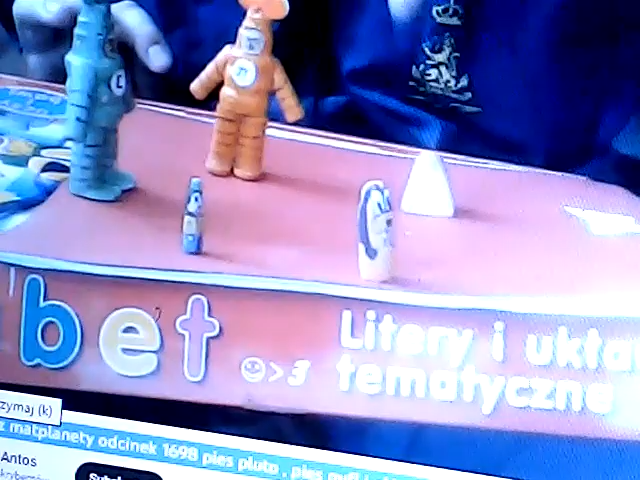 bet
Litery i ukła
tematyczne
>3
zymaj (k)
z matplanety odcinek 1698 pies pluto . pies
Antos